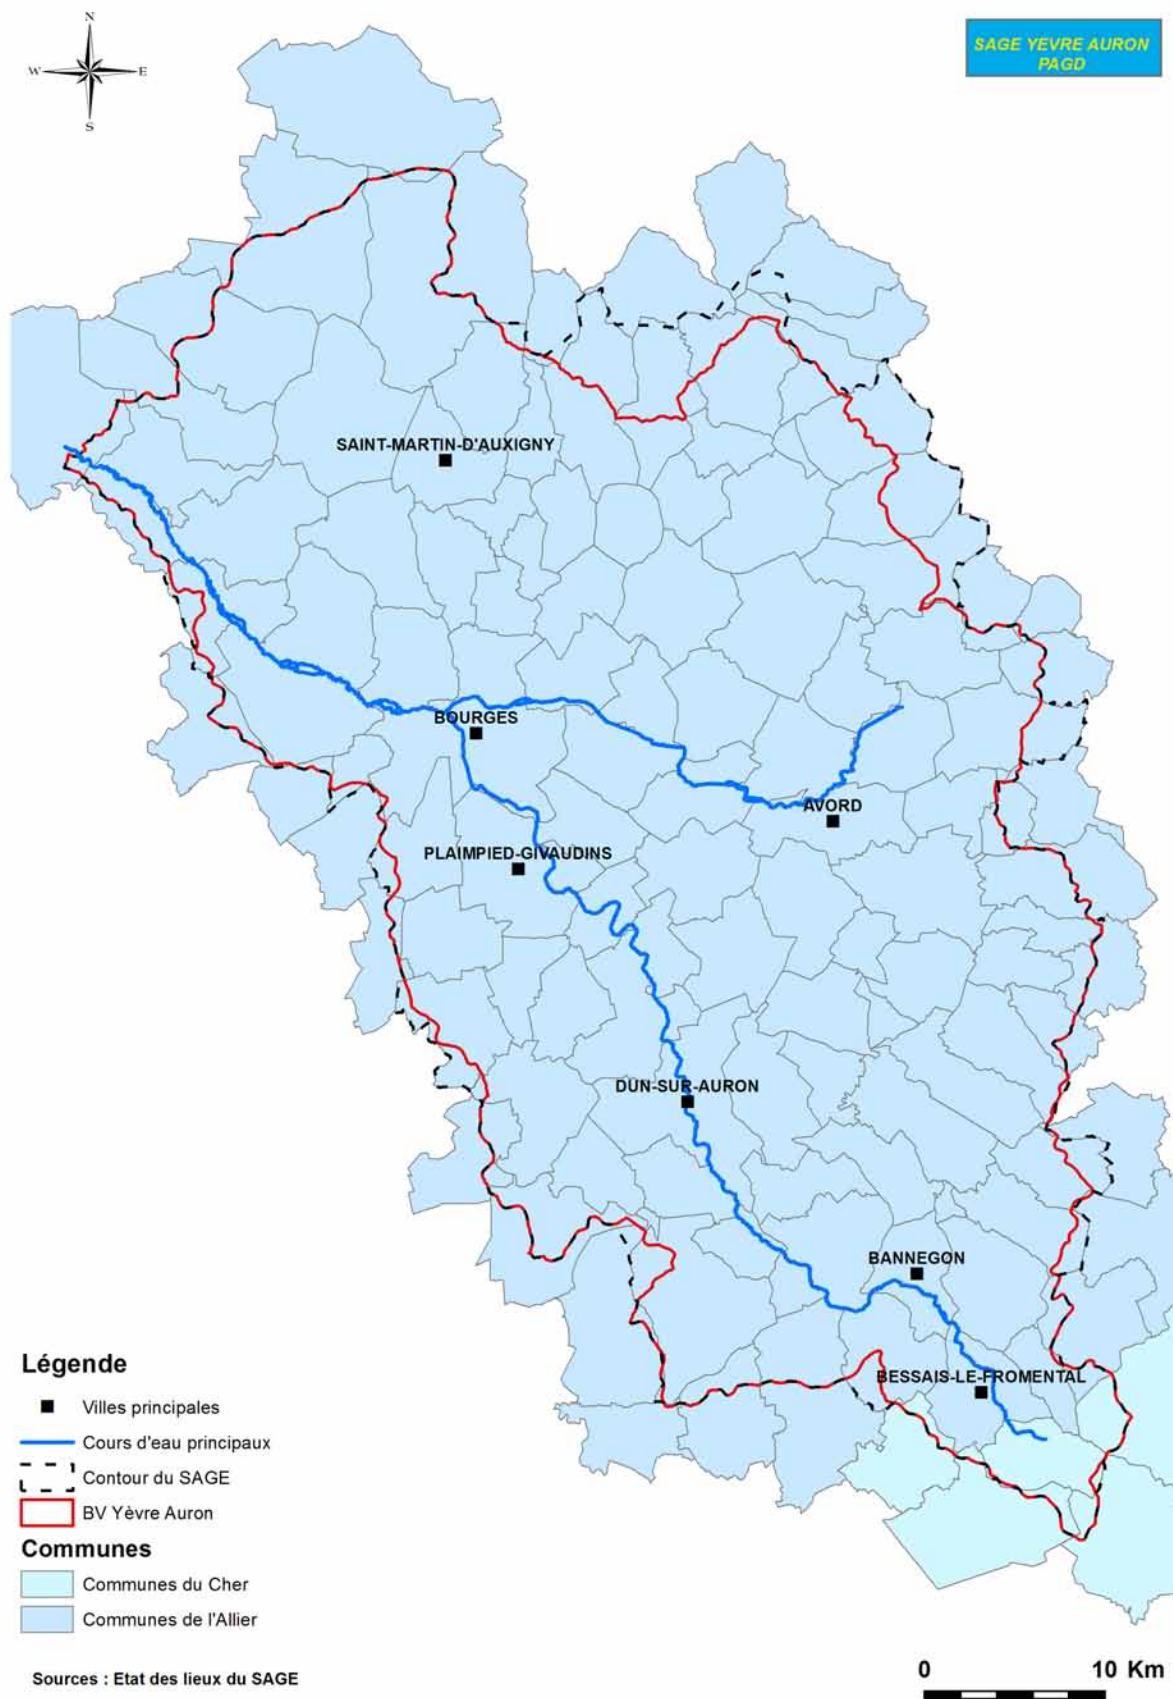 N
W
E
S
SAGE YEVRE AURON
PAGD
SAINT-MARTIN-D'AUXIGNY
BOURGES
AVORD
PLAIMPIED-GIVAUDINS
DUN-SUR-AURON
BANNEGON
BESSAIS-LE-FROMENTAL
Légende
Villes principales
Cours d'eau principaux
Contour du SAGE
BV Yèvre Auron
Communes
Communes du Cher
Communes de l'Allier
Sources : Etat des lieux du SAGE
0 10 Km